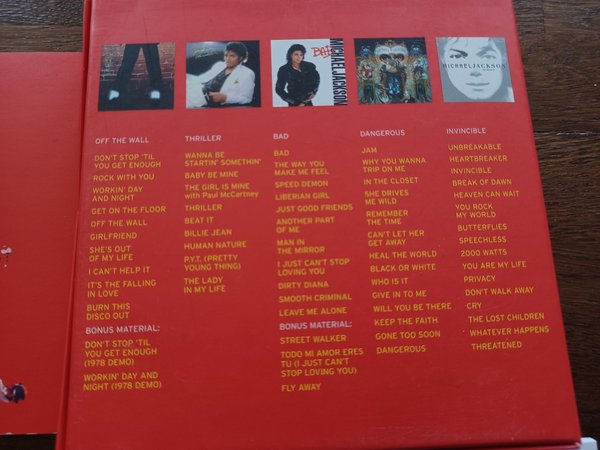 BAD
MICHAEL JACKSON
MICHAEL JACKSON
OFF THE WALL
DON'T STOP 'TIL
YOU GET ENOUGH
ROCK WITH YOU
WORKIN' DAY
AND NIGHT
GET ON THE FLOOR
OFF THE WALL
GIRLFRIEND
SHE'S OUT
OF MY LIFE
I CAN'T HELP IT
IT'S THE FALLING
IN LOVE
BURN THIS
DISCO OUT
BONUS MATERIAL:
DON'T STOP 'TIL
YOU GET ENOUGH
(1978 DEMO)
WORKIN' DAY AND
NIGHT (1978 DEMO)
THRILLER
WANNA BE
STARTIN' SOMETHIN'
BABY BE MINE
THE GIRL IS MINE
with Paul McCartney
THRILLER
BEAT IT
BILLIE JEAN
HUMAN NATURE
P.Y.T. (PRETTY
YOUNG THING)
THE LADY
IN MY LIFE
BAD
BAD
THE WAY YOU
MAKE ME FEEL
SPEED DEMON
LIBERIAN GIRL
JUST GOOD FRIENDS
ANOTHER PART
OF ME
MAN IN
THE MIRROR
I JUST CAN'T STOP
LOVING YOU
DIRTY DIANA
SMOOTH CRIMINAL
LEAVE ME ALONE
BONUS MATERIAL:
STREET WALKER
TODO MI AMOR ERES
TU (I JUST CAN'T
STOP LOVING YOU)
FLY AWAY
DANGEROUS
JAM
WHY YOU WANNA
TRIP ON ME
IN THE CLOSET
SHE DRIVES
ME WILD
REMEMBER
THE TIME
CAN'T LET HER
GET AWAY
HEAL THE WORLD
BLACK OR WHITE
WHO IS IT
GIVE IN TO ME
WILL YOU BE THERE
KEEP THE FAITH
GONE TOO SOON
DANGEROUS
INVINCIBLE
UNBREAKABLE
HEARTBREAKER
INVINCIBLE
BREAK OF DAWN
HEAVEN CAN WAIT
YOU ROCK
MY WORLD
BUTTERFLIES
SPEECHLESS
2000 WATTS
YOU ARE MY LIFE
PRIVACY
DON'T WALK AWAY
CRY
THE LOST CHILDREN
WHATEVER HAPPENS
THREATENED